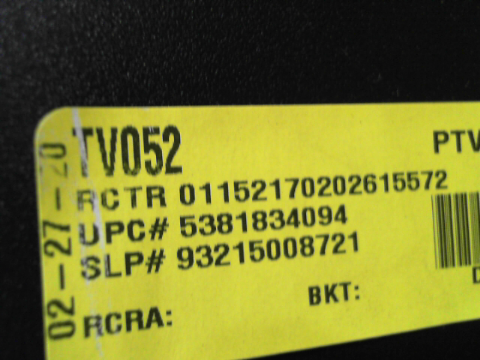 TV052
PTV
RCTR 01152170202615572
UPC# 5381834094
SLP# 93215008721
RCRA:
BKT:
02-27-20